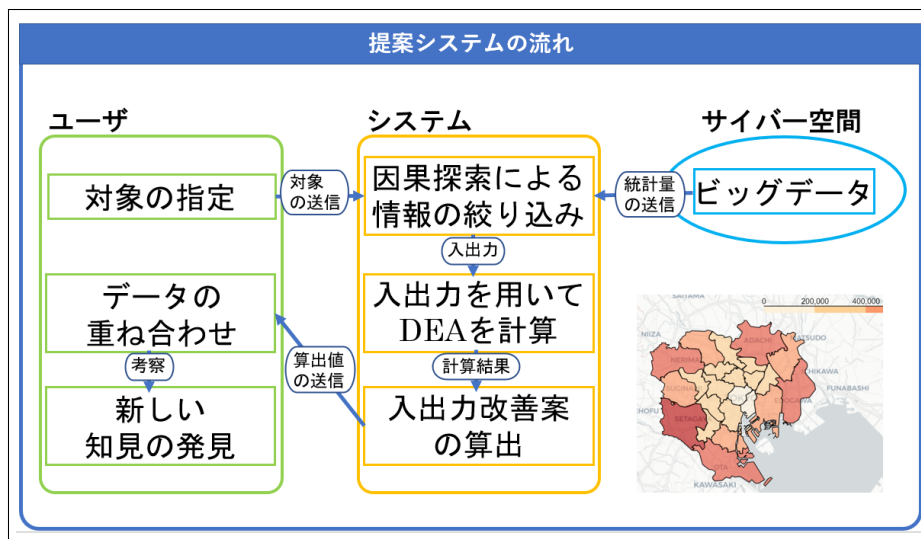 提案システムの流れ
ユーザ
システム
サイバー空間
対象の指定
対象
の送信
因果探索による
情報の絞り込み
統計量
の送信
ビッグデータ
入出力
データの
重ね合わせ
入出力を用いて
DEAを計算
考察
算出値
の送信
計算結果
新しい
知見の発見
入出力改善案
の算出
SAITAMA
0 200,000 400,000
NIIZA
ADACHI
NERIMA
ICHIKAWA
FUNABASHI
EDOGAWA
CHOFU
OTA
KAWASAKI